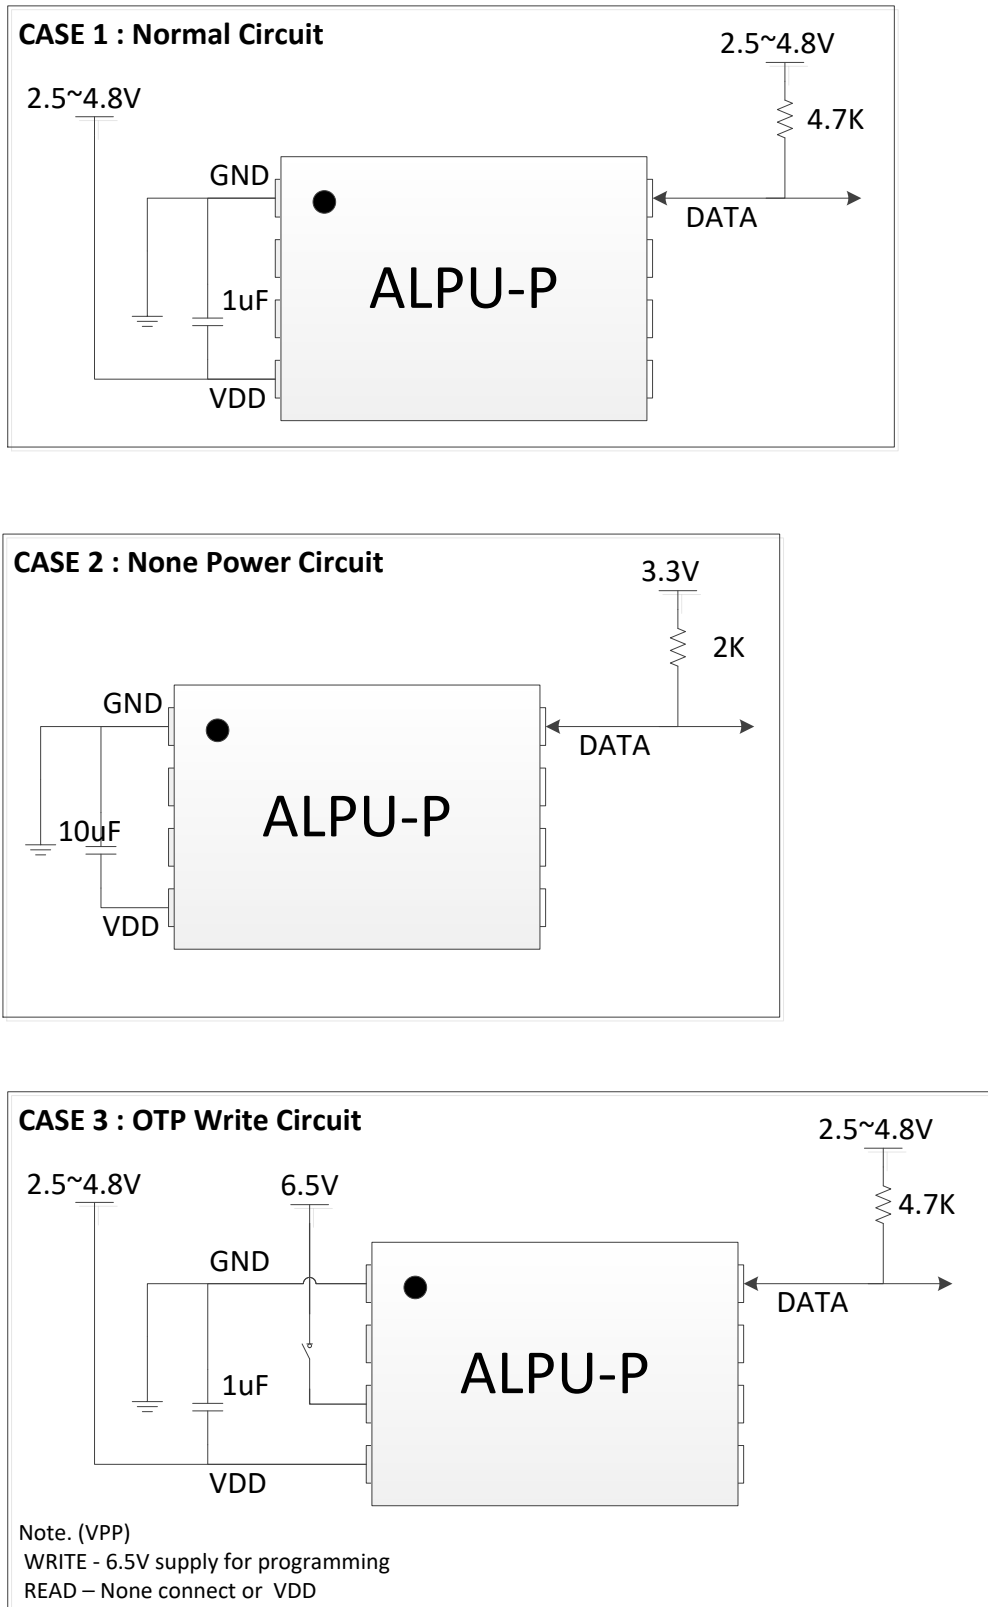 CASE 1 : Normal Circuit
2.5~4.8V
2.5~4.8V
4.7K
GND
DATA
ALPU-P
1uF
VDD
CASE 2 : None Power Circuit
3.3V
2K
GND
DATA
ALPU-P
10uF
VDD
CASE 3 : OTP Write Circuit
2.5~4.8V
2.5~4.8V
6.5V
4.7K
GND
DATA
ALPU-P
1uF
VDD
Note. (VPP)
WRITE - 6.5V supply for programming
READ – None connect or VDD